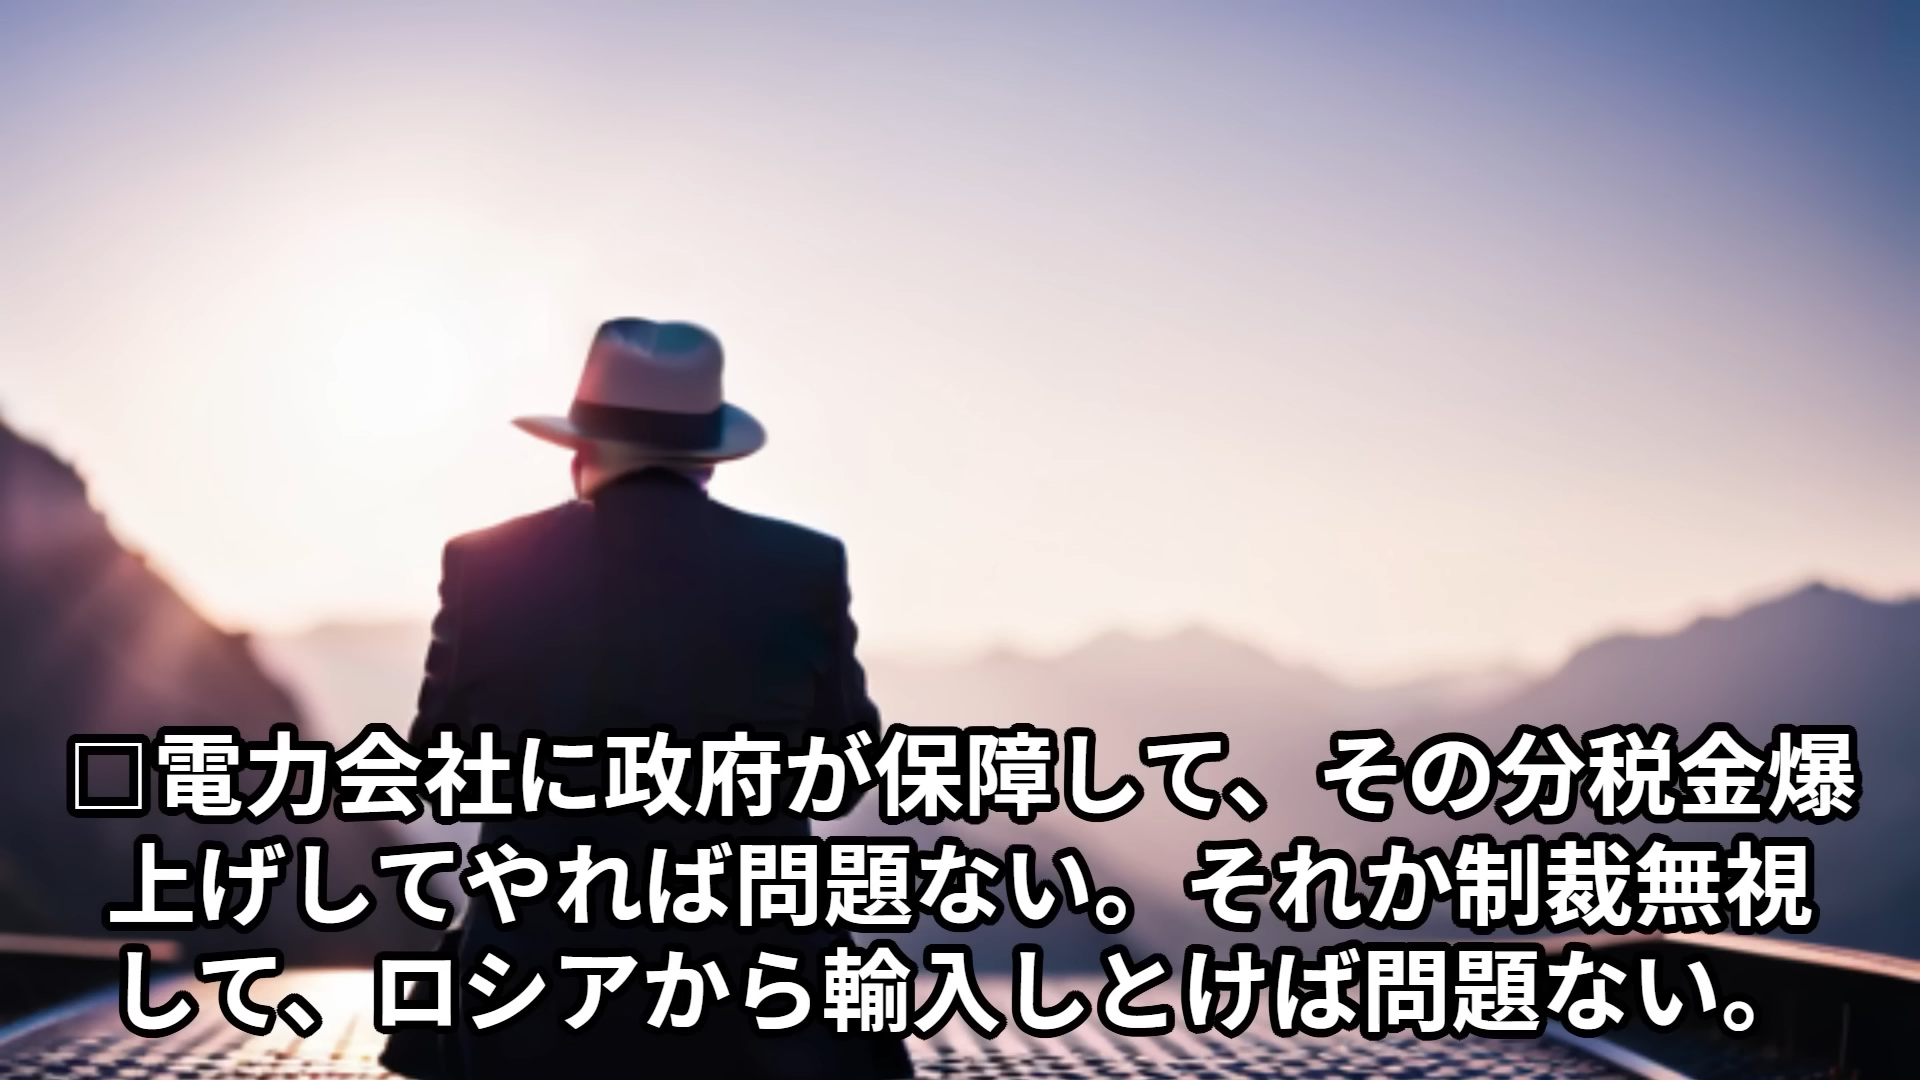 □電力会社に政府が保障して、その分税金爆
上げしてやれば問題ない。それか制裁無視
して、ロシアから輸入しとけば問題ない。